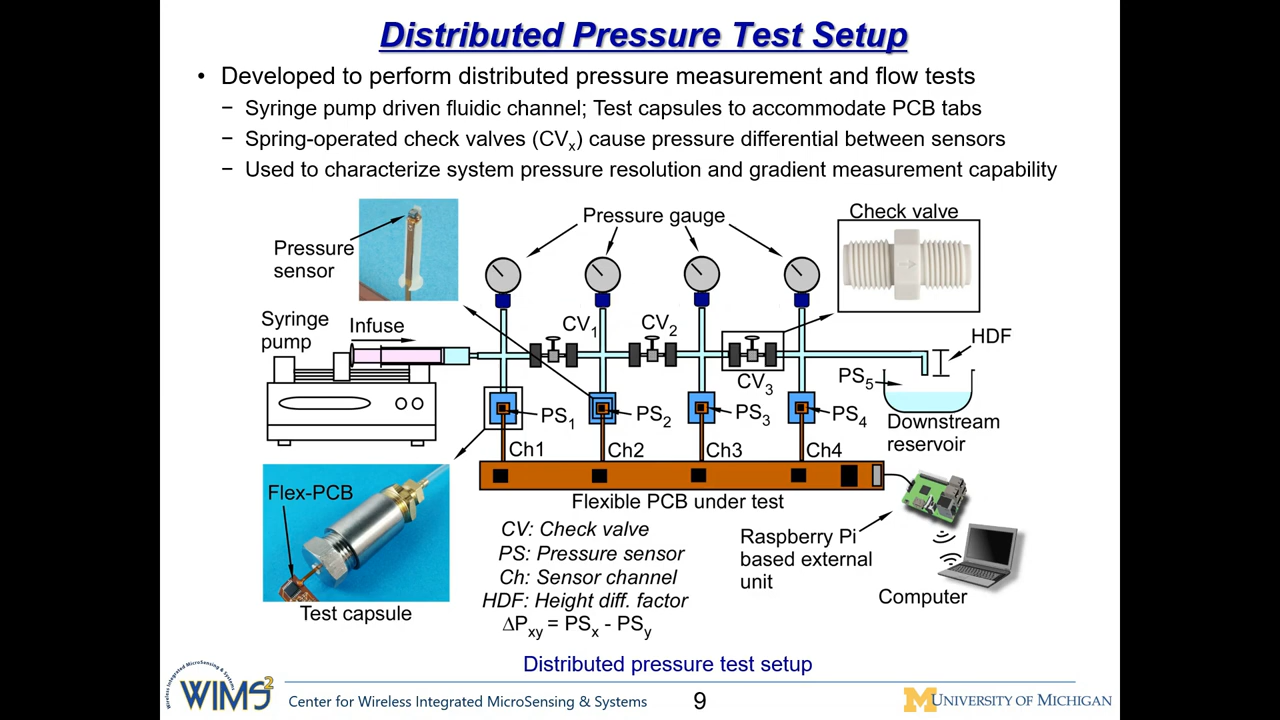 Distributed Pressure Test Setup
• Developed to perform distributed pressure measurement and flow tests
− Syringe pump driven fluidic channel; Test capsules to accommodate PCB tabs
− Spring-operated check valves (CVx) cause pressure differential between sensors
− Used to characterize system pressure resolution and gradient measurement capability
Pressure gauge
Check valve
Pressure
sensor
Syringe
pump
Infuse
CV1
CV2
HDF
CV3
PS5
PS1
PS2
PS3
PS4
Downstream
reservoir
Ch1
Ch2
Ch3
Ch4
Flex-PCB
Flexible PCB under test
CV: Check valve
PS: Pressure sensor
Ch: Sensor channel
HDF: Height diff. factor
∆Pxy = PSx - PSy
Raspberry Pi
based external
unit
Computer
Test capsule
Distributed pressure test setup
Wireless Integrated MicroSensing & Systems
WIMS2
Center for Wireless Integrated MicroSensing & Systems
9
M UNIVERSITY OF MICHIGAN